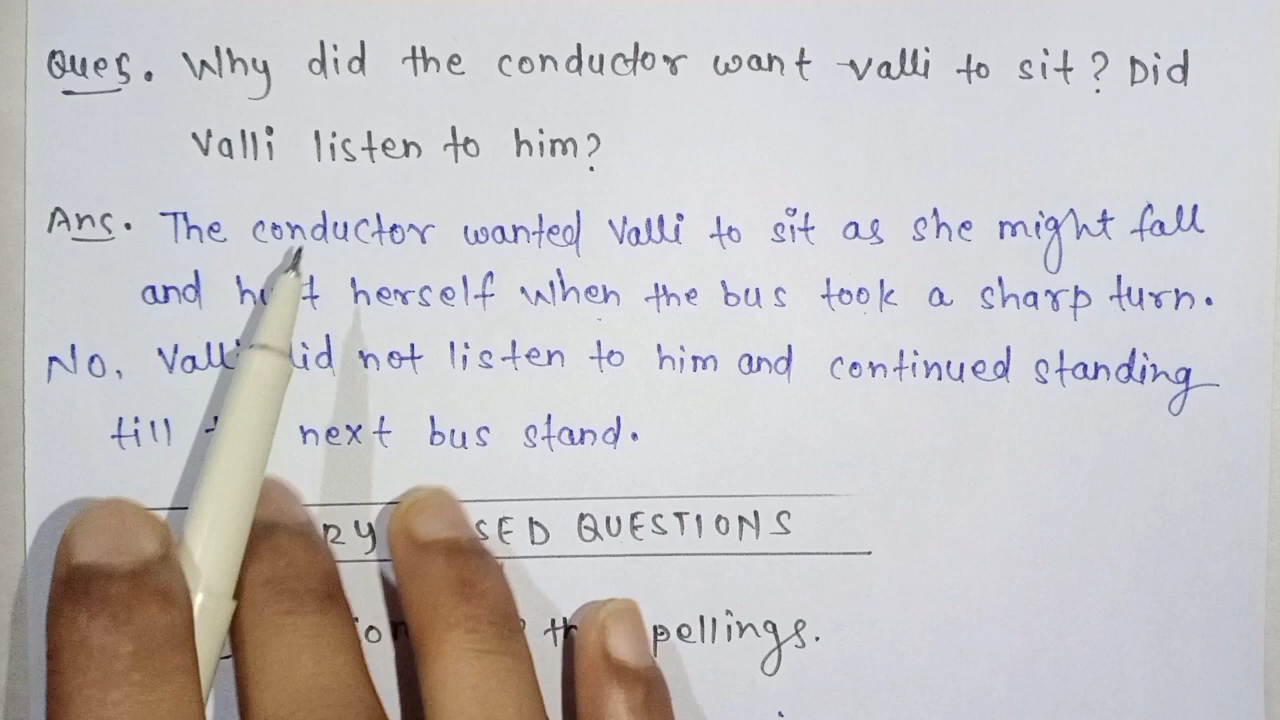 Ques. Why did the conductor want valli to sit? Did
Valli listen to him?
Ans. The conductor wanted Valli to sit as she might fall
and herself when the bus took a sharp turn.
No, Valli did not listen to him and continued standing
till next bus stand.
QUESTIONS